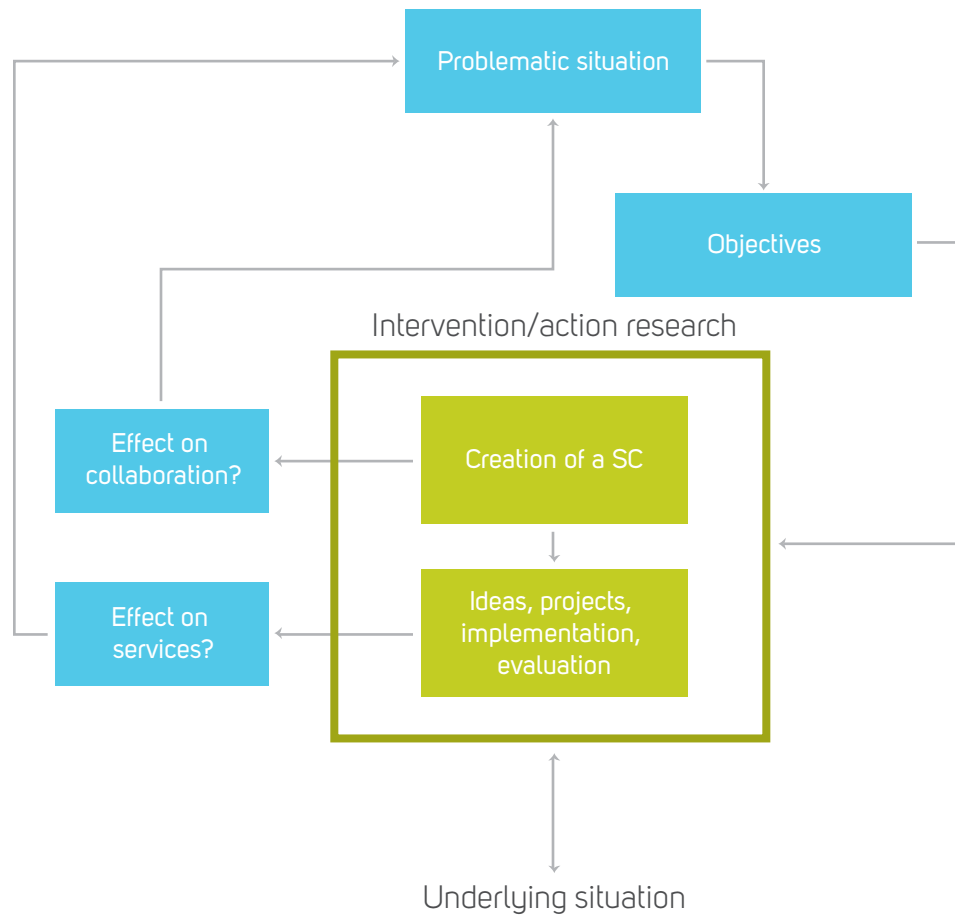 Problematic situation
Objectives
Intervention/action research
Creation of a SC
Effect on
collaboration?
Ideas, projects,
implementation,
evaluation
Effect on
services?
Underlying situation